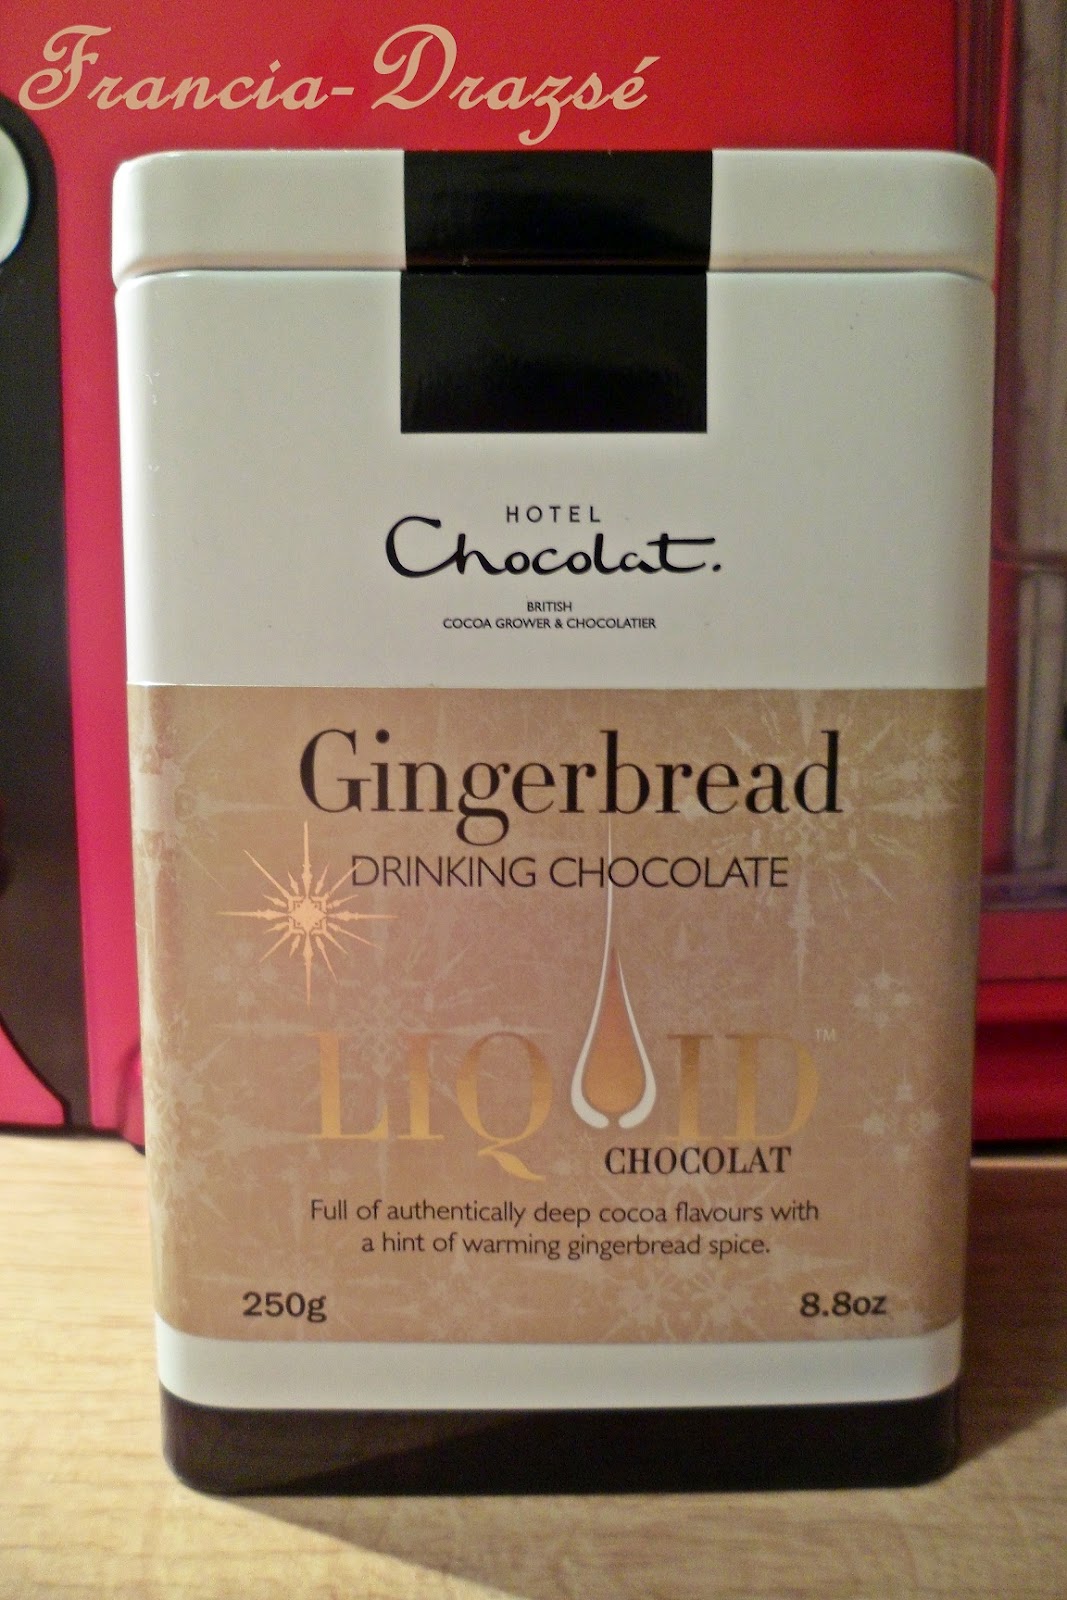 Francia-Drazsé
HOTEL
Chocolat.
BRITISH
COCOA GROWER & CHOCOLATIER
Gingerbread
DRINKING CHOCOLATE
LIQUID™
CHOCOLAT
Full of authentically deep cocoa flavours with
a hint of warming gingerbread spice.
250g 8.8oz